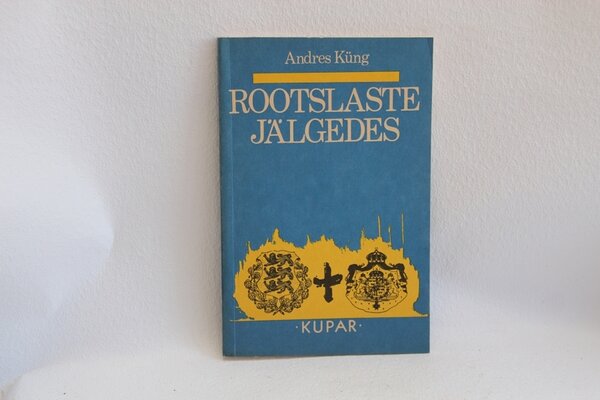 Andres Küng
ROOTSLASTE
JÄLGEDES
· KUPAR ·